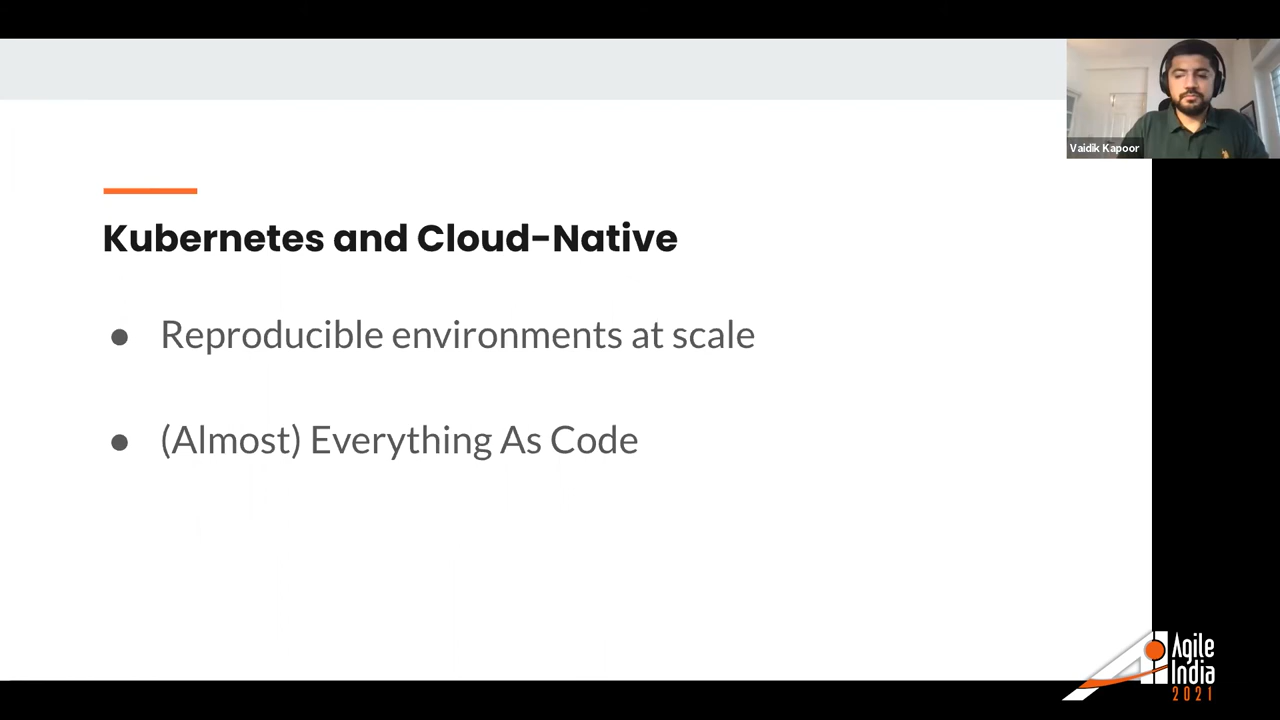 Vaidik Kapoor
Kubernetes and Cloud-Native
● Reproducible environments at scale
● (Almost) Everything As Code
Agile
India
2021